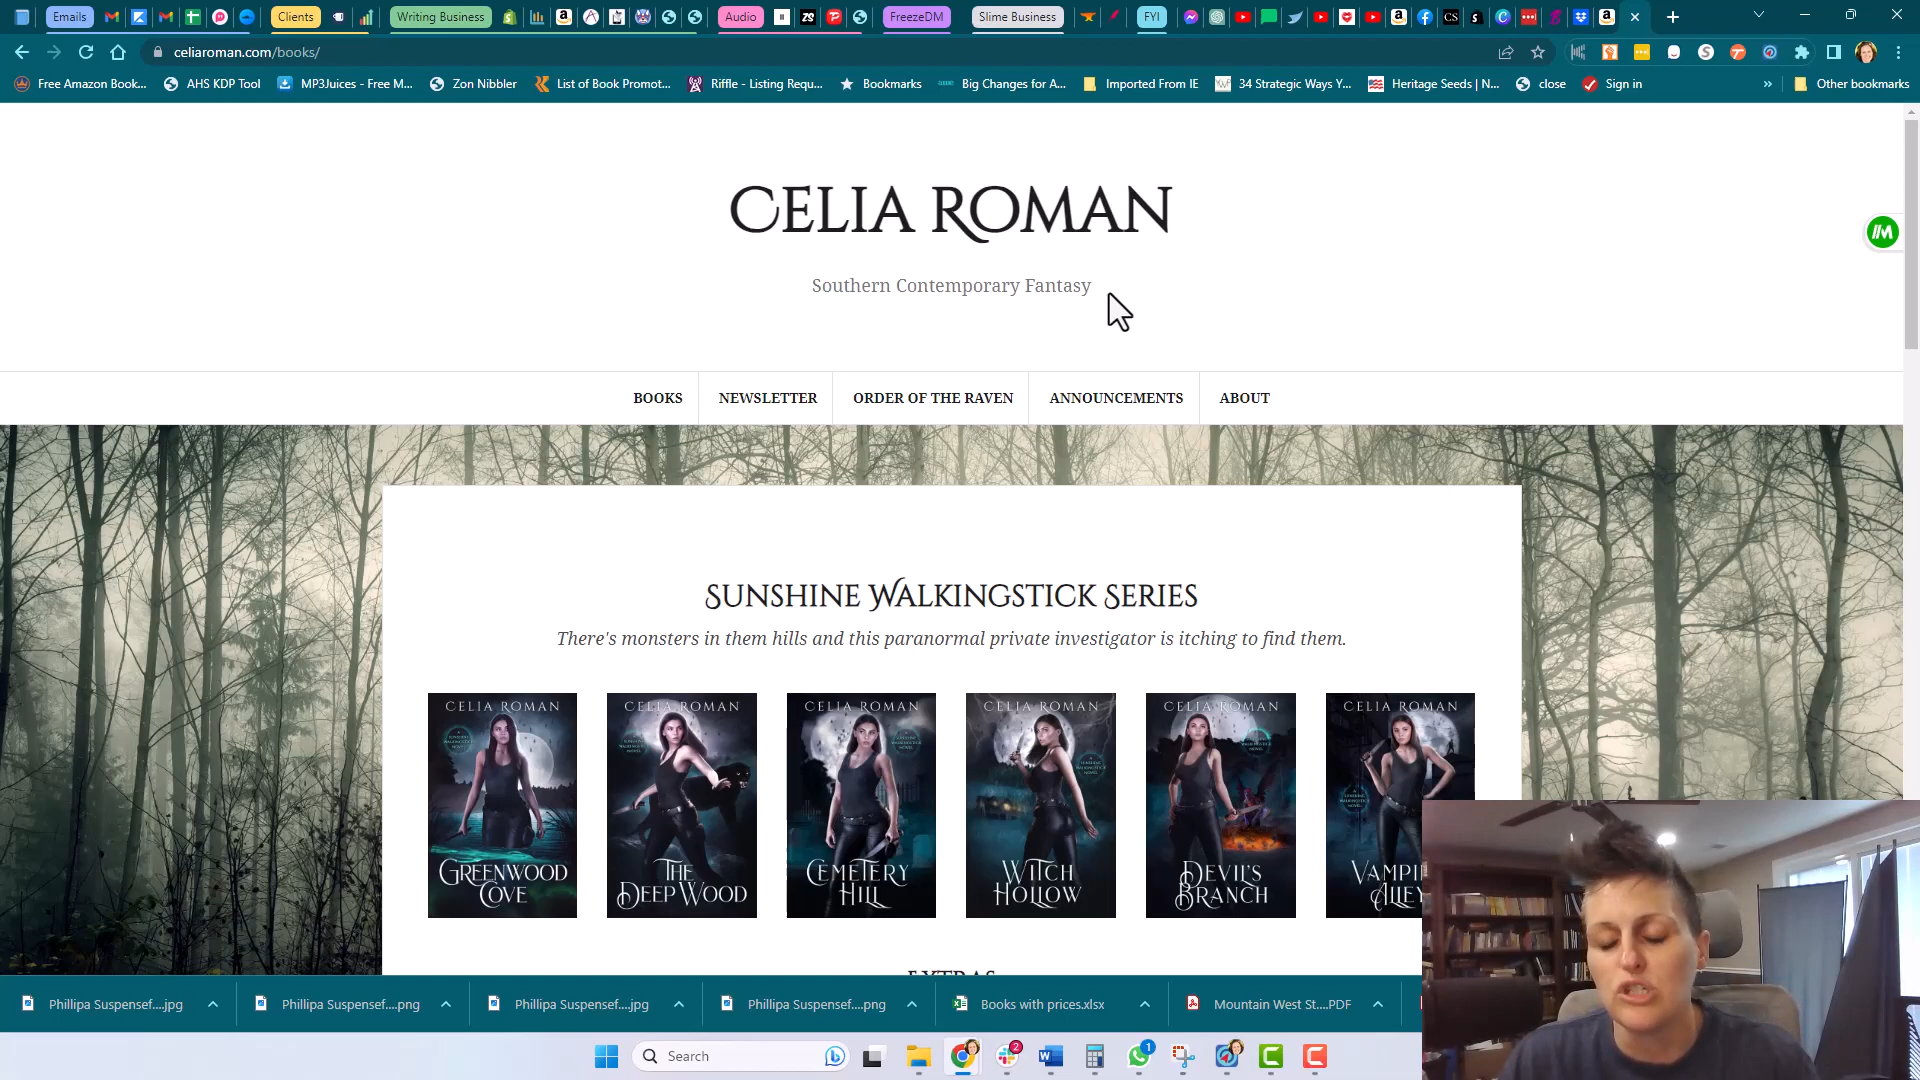 Emails
Clients
Writing Business
Audio
FreezeDM
Slime Business
FYI
celiaroman.com/books/
Free Amazon Book...
AHS KDP Tool
MP3Juices - Free M...
Zon Nibbler
List of Book Promot...
Riffle - Listing Requ...
Bookmarks
Big Changes for A...
Imported From IE
34 Strategic Ways Y...
Heritage Seeds | N...
close
Sign in
Other bookmarks
CELIA ROMAN
Southern Contemporary Fantasy
BOOKS
NEWSLETTER
ORDER OF THE RAVEN
ANNOUNCEMENTS
ABOUT
SUNSHINE WALKINGSTICK SERIES
There's monsters in them hills and this paranormal private investigator is itching to find them.
CELIA ROMAN
GREENWOOD
COVE
CELIA ROMAN
THE
DEEP WOOD
CELIA ROMAN
CEMETERY
HILL
CELIA ROMAN
WITCH
HOLLOW
CELIA ROMAN
DEVIL'S
BRANCH
CELIA ROMAN
EXTRAS
Phillipa Suspensef....jpg
Phillipa Suspensef....png
Phillipa Suspensef....jpg
Phillipa Suspensef....png
Books with prices.xlsx
Mountain West St....PDF
Search
2
1